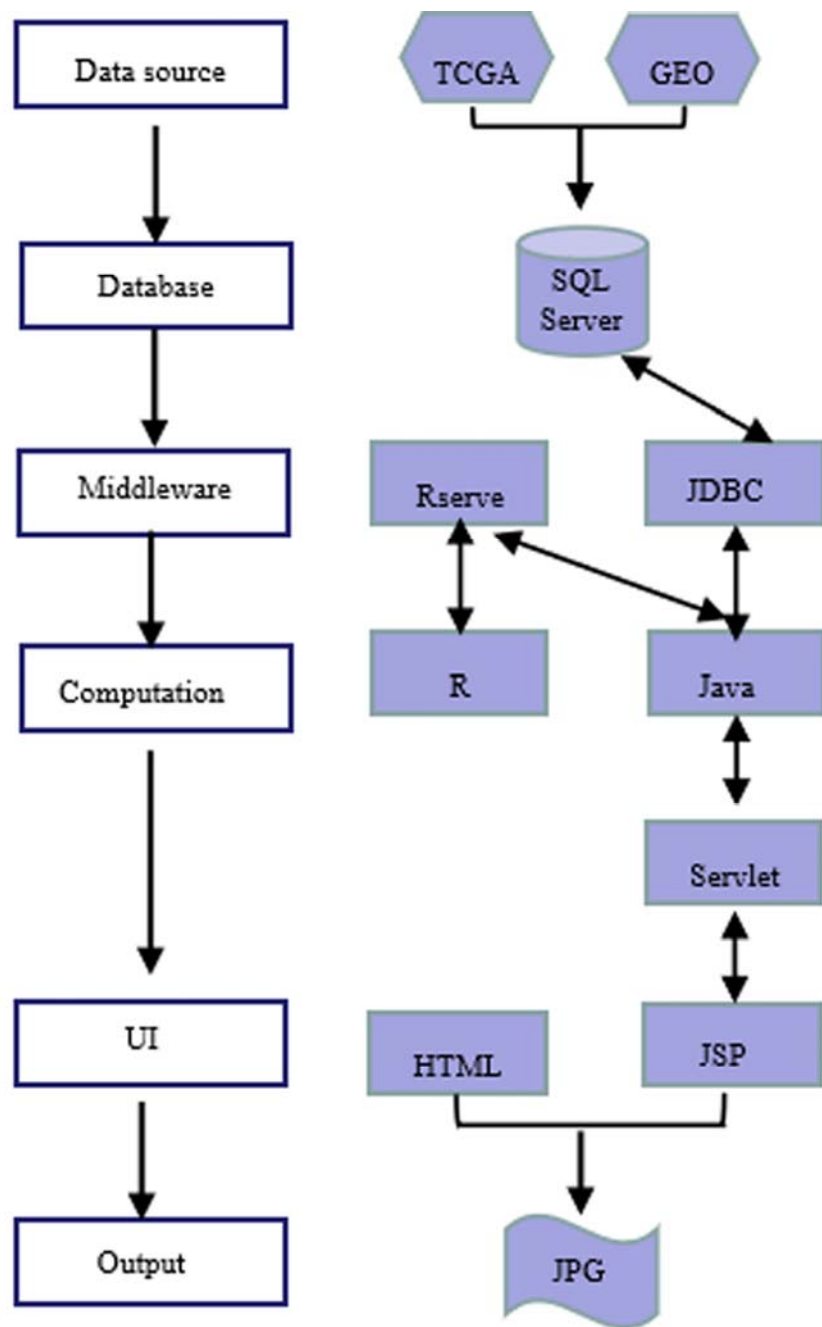 Data source
TCGA
GEO
Database
SQL
Server
Middleware
Rserve
JDBC
Computation
R
Java
Servlet
UI
HTML
JSP
Output
JPG